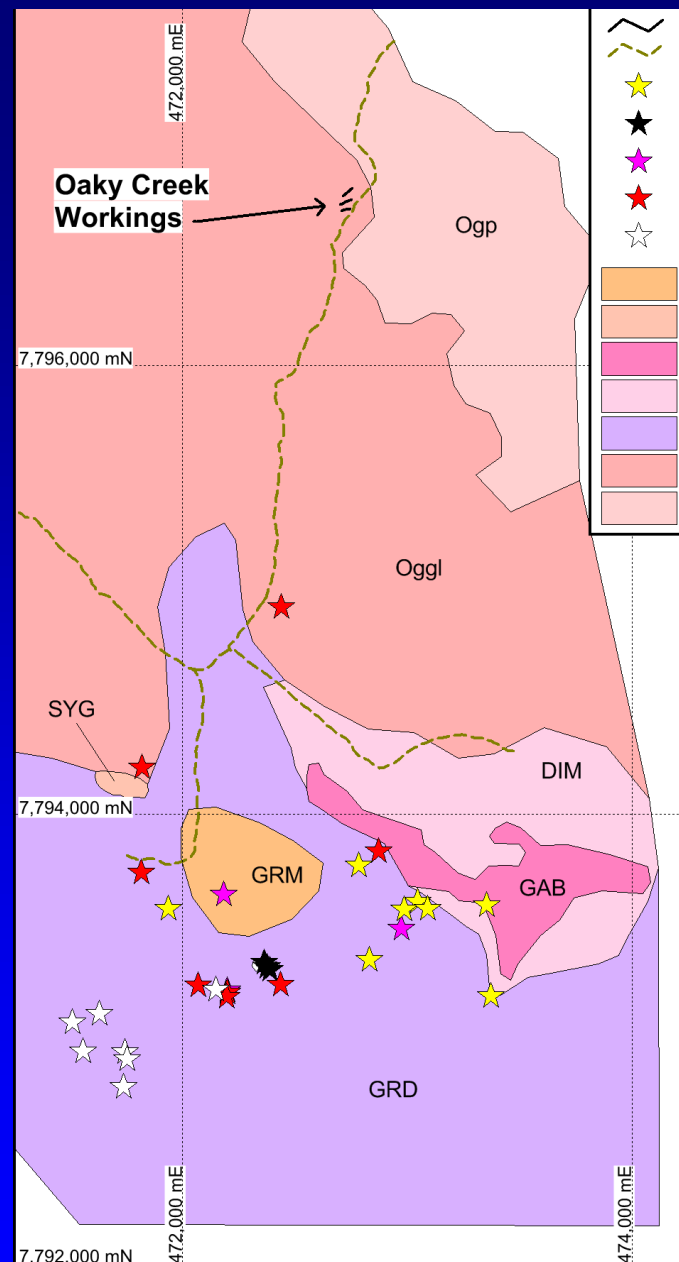 472,000 mE
Oaky Creek
Workings
Ogp
7,796,000 mN
Oggl
SYG
DIM
7,794,000 mN
GRM
GAB
GRD
472,000 mE
474,000 mE
7,792,000 mN